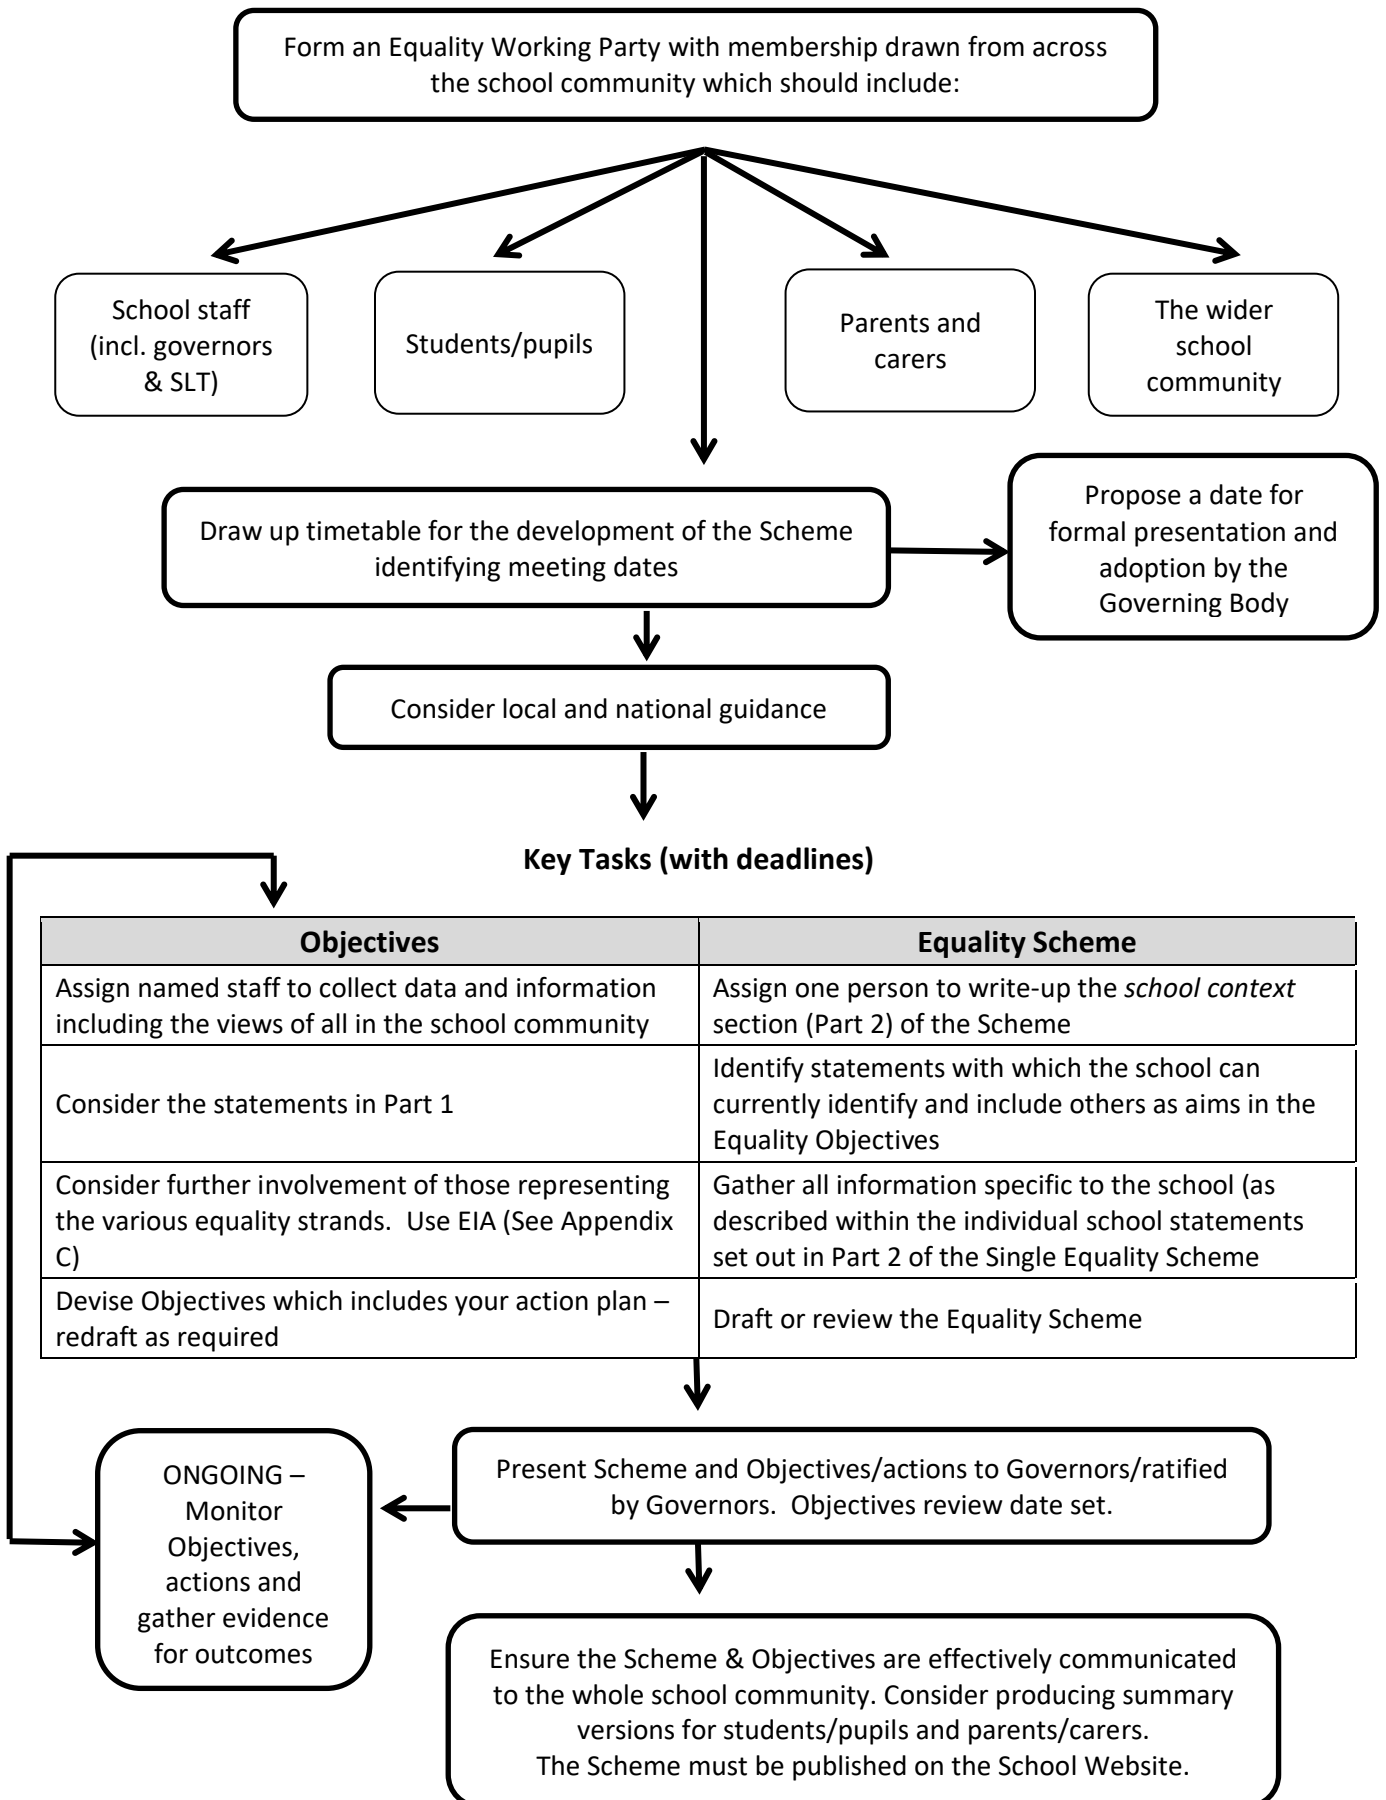 Form an Equality Working Party with membership drawn from across
the school community which should include:
School staff
(incl. governors
& SLT)
Students/pupils
Parents and
carers
The wider
school
community
Draw up timetable for the development of the Scheme
identifying meeting dates
Propose a date for
formal presentation and
adoption by the
Governing Body
Consider local and national guidance
Key Tasks (with deadlines)
Objectives
Equality Scheme
Assign named staff to collect data and information
including the views of all in the school community
Assign one person to write-up the school context
section (Part 2) of the Scheme
Consider the statements in Part 1
Identify statements with which the school can
currently identify and include others as aims in the
Equality Objectives
Consider further involvement of those representing
the various equality strands.  Use EIA (See Appendix
C)
Gather all information specific to the school (as
described within the individual school statements
set out in Part 2 of the Single Equality Scheme
Devise Objectives which includes your action plan –
redraft as required
Draft or review the Equality Scheme
ONGOING –
Monitor
Objectives,
actions and
gather evidence
for outcomes
Present Scheme and Objectives/actions to Governors/ratified
by Governors.  Objectives review date set.
Ensure the Scheme & Objectives are effectively communicated
to the whole school community. Consider producing summary
versions for students/pupils and parents/carers.
The Scheme must be published on the School Website.